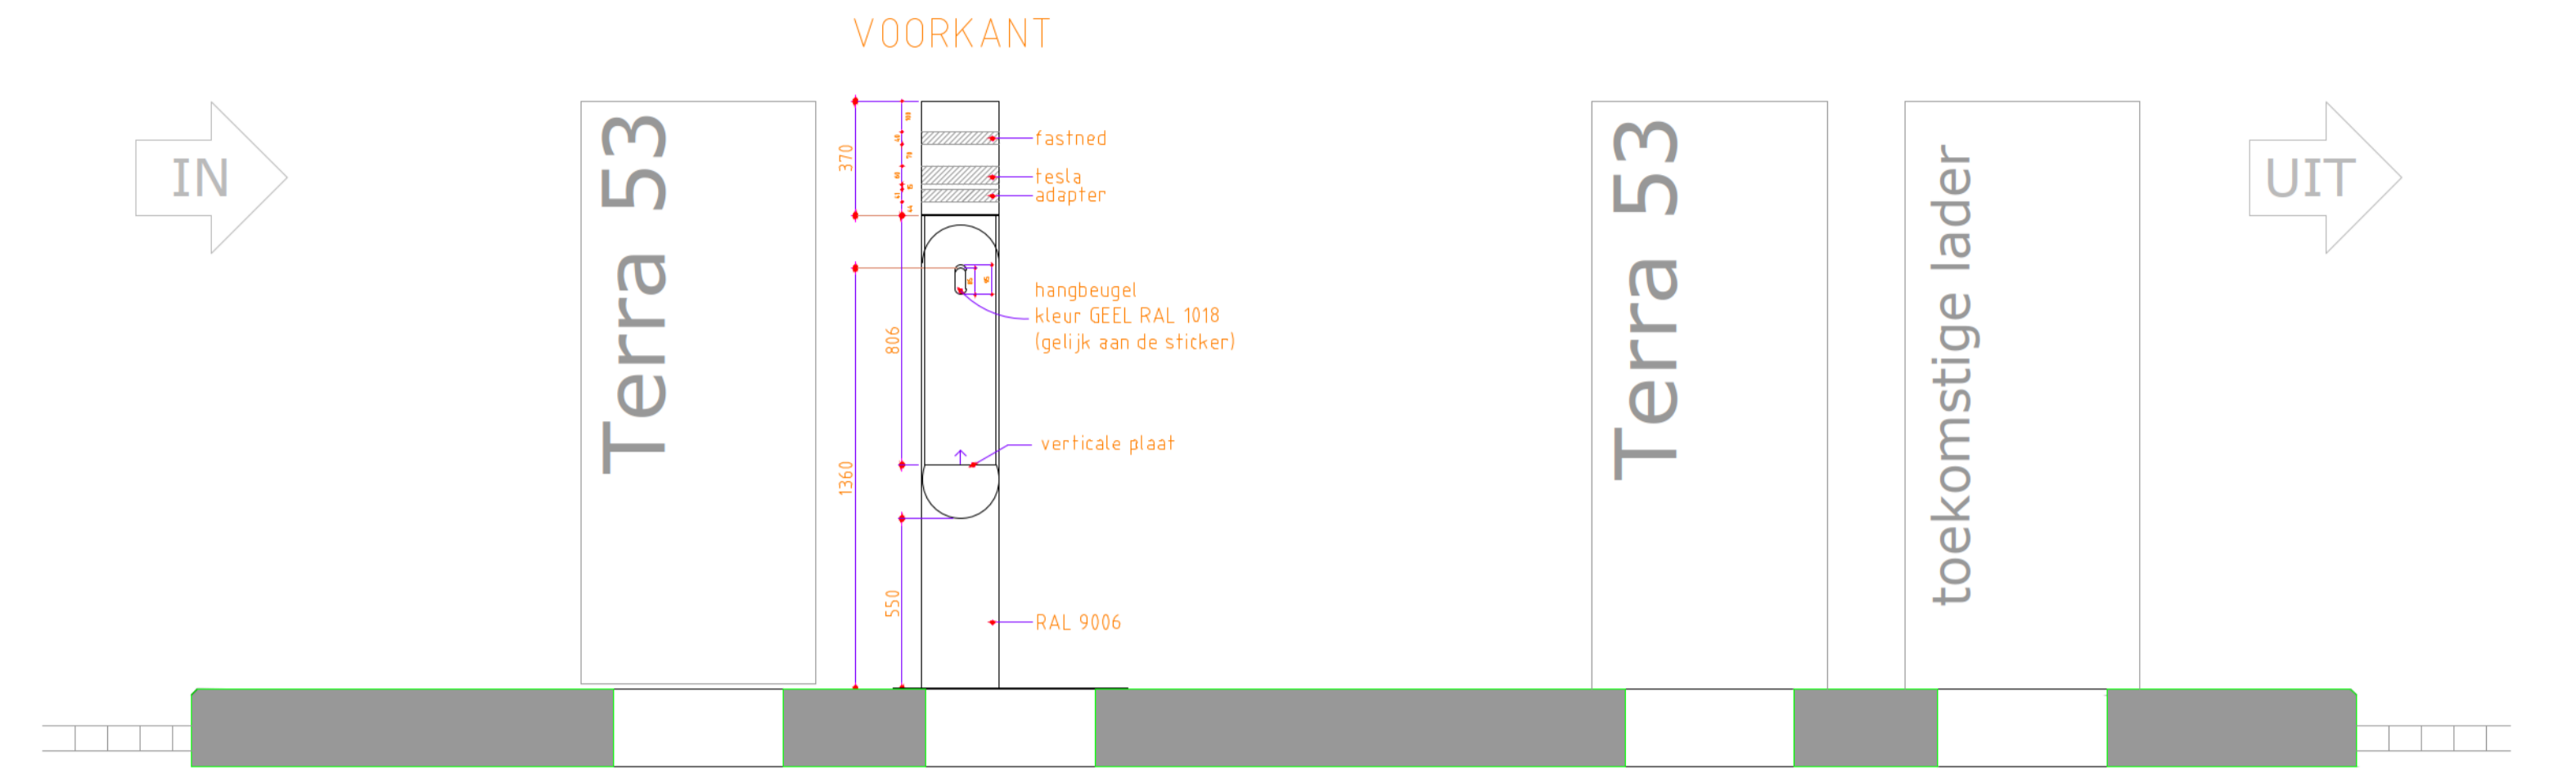 VOORKANT
IN
Terra 53
370
806
1360
550
100
fastned
tesla
adapter
hangbeugel
kleur GEEL RAL 1018
(gelijk aan de sticker)
verticale plaat
RAL 9006
Terra 53
toekomstige lader
UIT